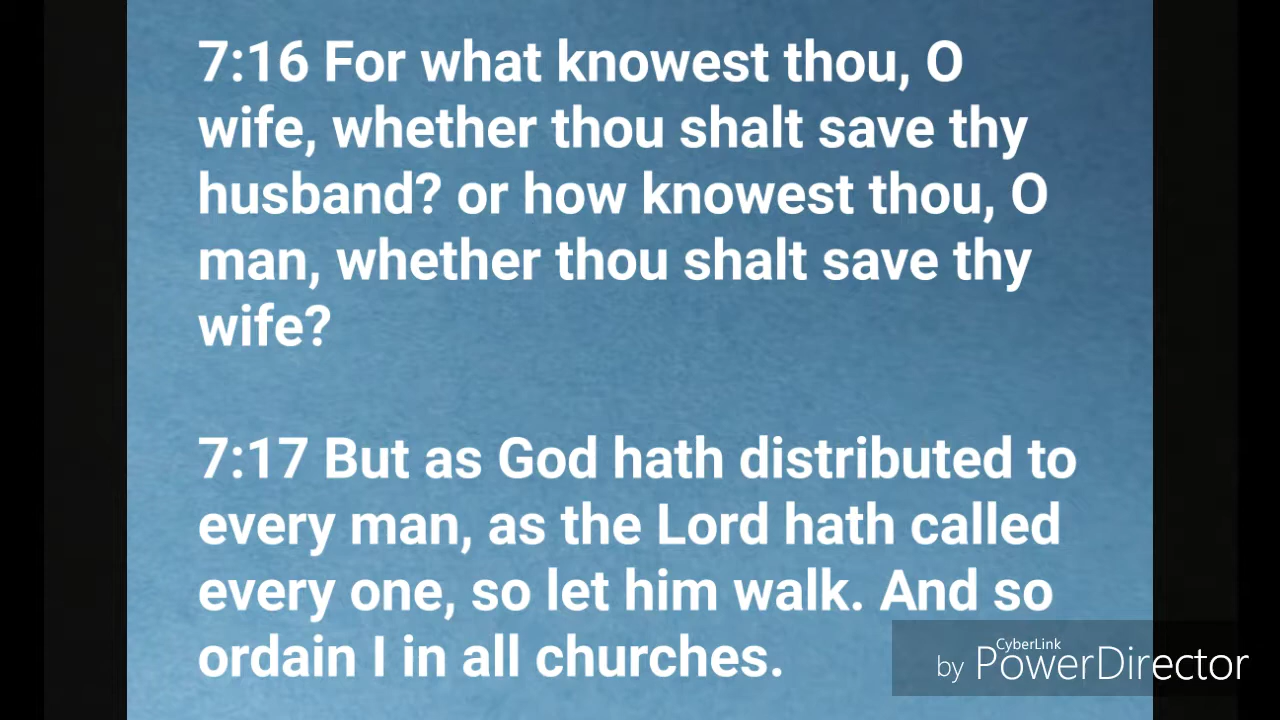 7:16 For what knowest thou, O
wife, whether thou shalt save thy
husband? or how knowest thou, O
man, whether thou shalt save thy
wife?
7:17 But as God hath distributed to
every man, as the Lord hath called
every one, so let him walk. And so
ordain I in all churches.
CyberLink
by PowerDirector